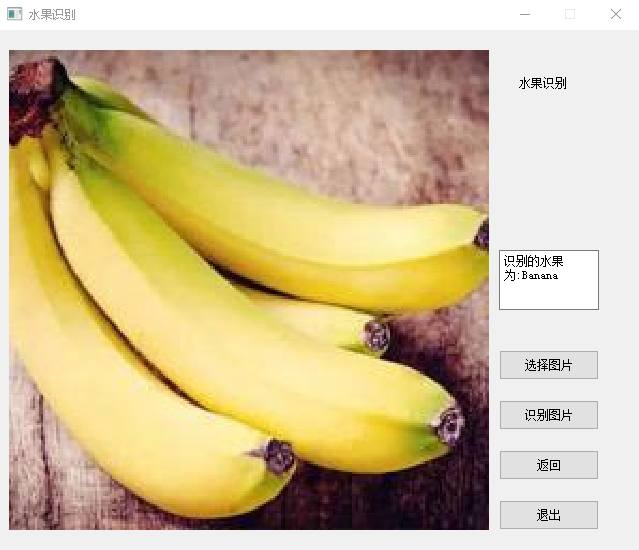 水果识别
水果识别
识别的水果
为:Banana
选择图片
识别图片
返回
退出